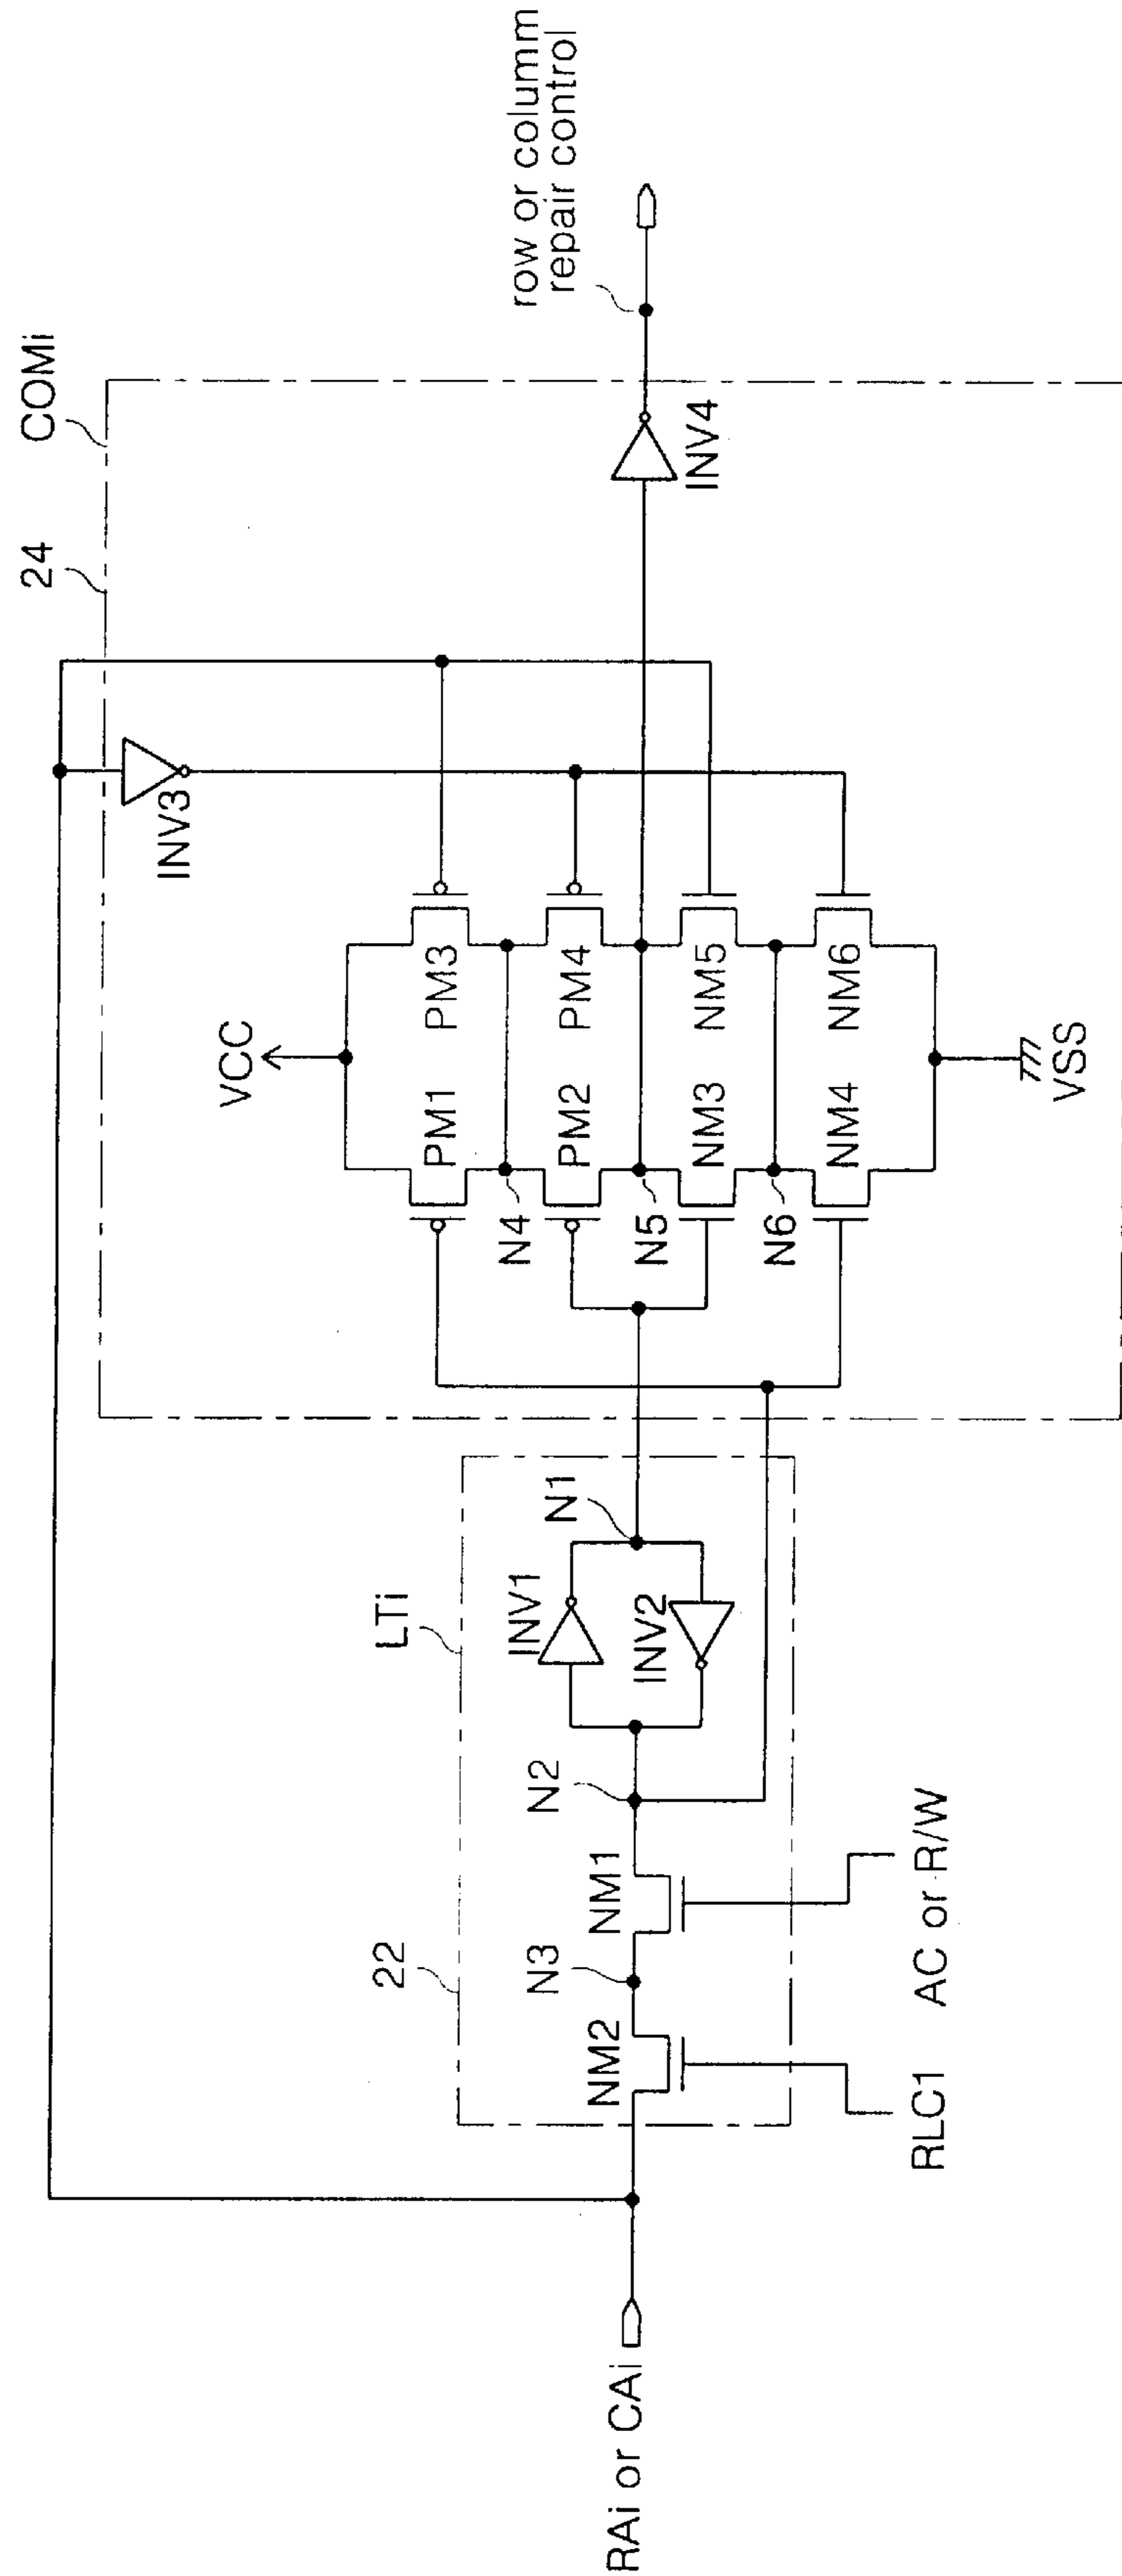 RAi or CAi
RLC1
AC or R/W
22
LTi
NM2
N3
NM1
N2
INV1
INV2
N1
24
COMi
VCC
PM1
PM3
N4
PM2
PM4
N5
NM3
NM5
N6
NM4
NM6
VSS
INV3
INV4
row or columm
repair control